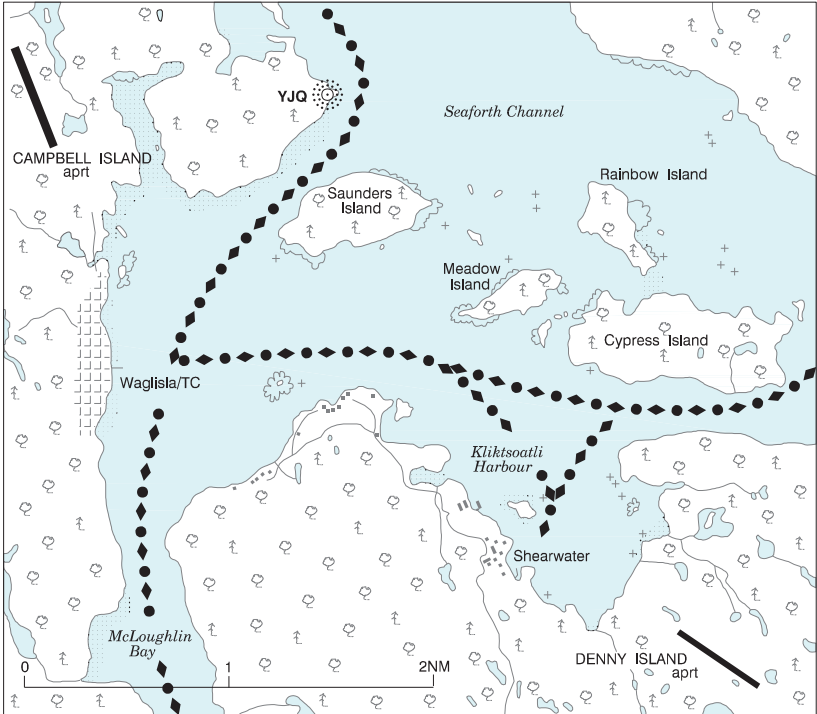 YJQ
Seaforth Channel
CAMPBELL ISLAND
aprt
Rainbow Island
Saunders
Island
Meadow
Island
Cypress Island
Waglisla/TC
Kliktsoatli
Harbour
Shearwater
McLoughlin
Bay
DENNY ISLAND
aprt
0 1 2NM